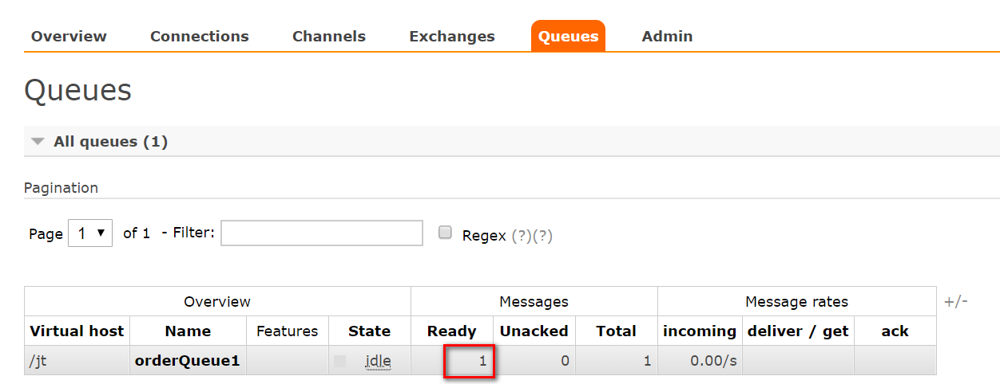 Overview Connections Channels Exchanges Queues Admin
Queues
All queues (1)
Pagination
Page 1 of 1 - Filter: Regex (?)(?)
Overview Messages Message rates +/-
Virtual host Name Features State Ready Unacked Total incoming deliver / get ack
/jt orderQueue1 idle 1 0 1 0.00/s